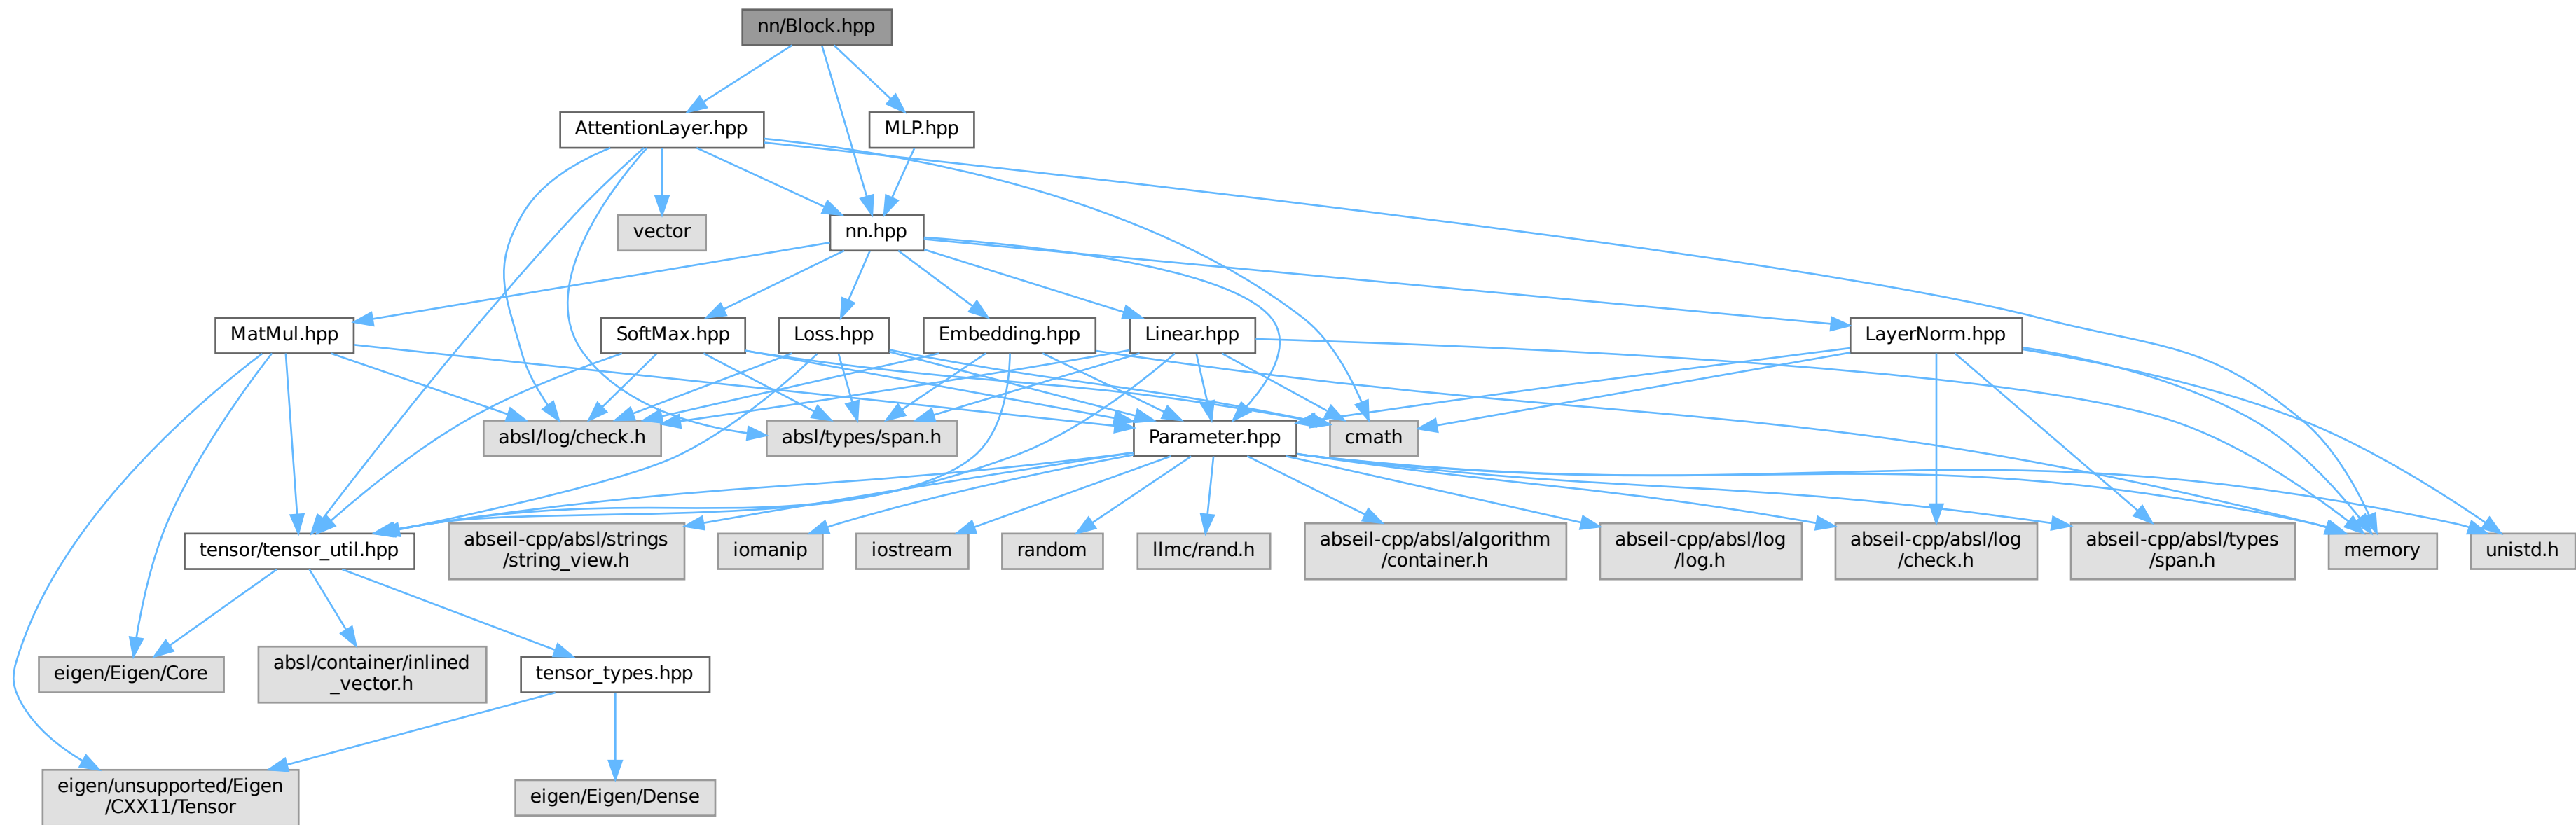 nn/Block.hpp
AttentionLayer.hpp
MLP.hpp
vector
nn.hpp
MatMul.hpp
SoftMax.hpp
Loss.hpp
Embedding.hpp
Linear.hpp
LayerNorm.hpp
absl/log/check.h
absl/types/span.h
Parameter.hpp
cmath
tensor/tensor_util.hpp
abseil-cpp/absl/strings
/string_view.h
iomanip
iostream
random
llmc/rand.h
abseil-cpp/absl/algorithm
/container.h
abseil-cpp/absl/log
/log.h
abseil-cpp/absl/log
/check.h
abseil-cpp/absl/types
/span.h
memory
unistd.h
eigen/Eigen/Core
absl/container/inlined
_vector.h
tensor_types.hpp
eigen/unsupported/Eigen
/CXX11/Tensor
eigen/Eigen/Dense